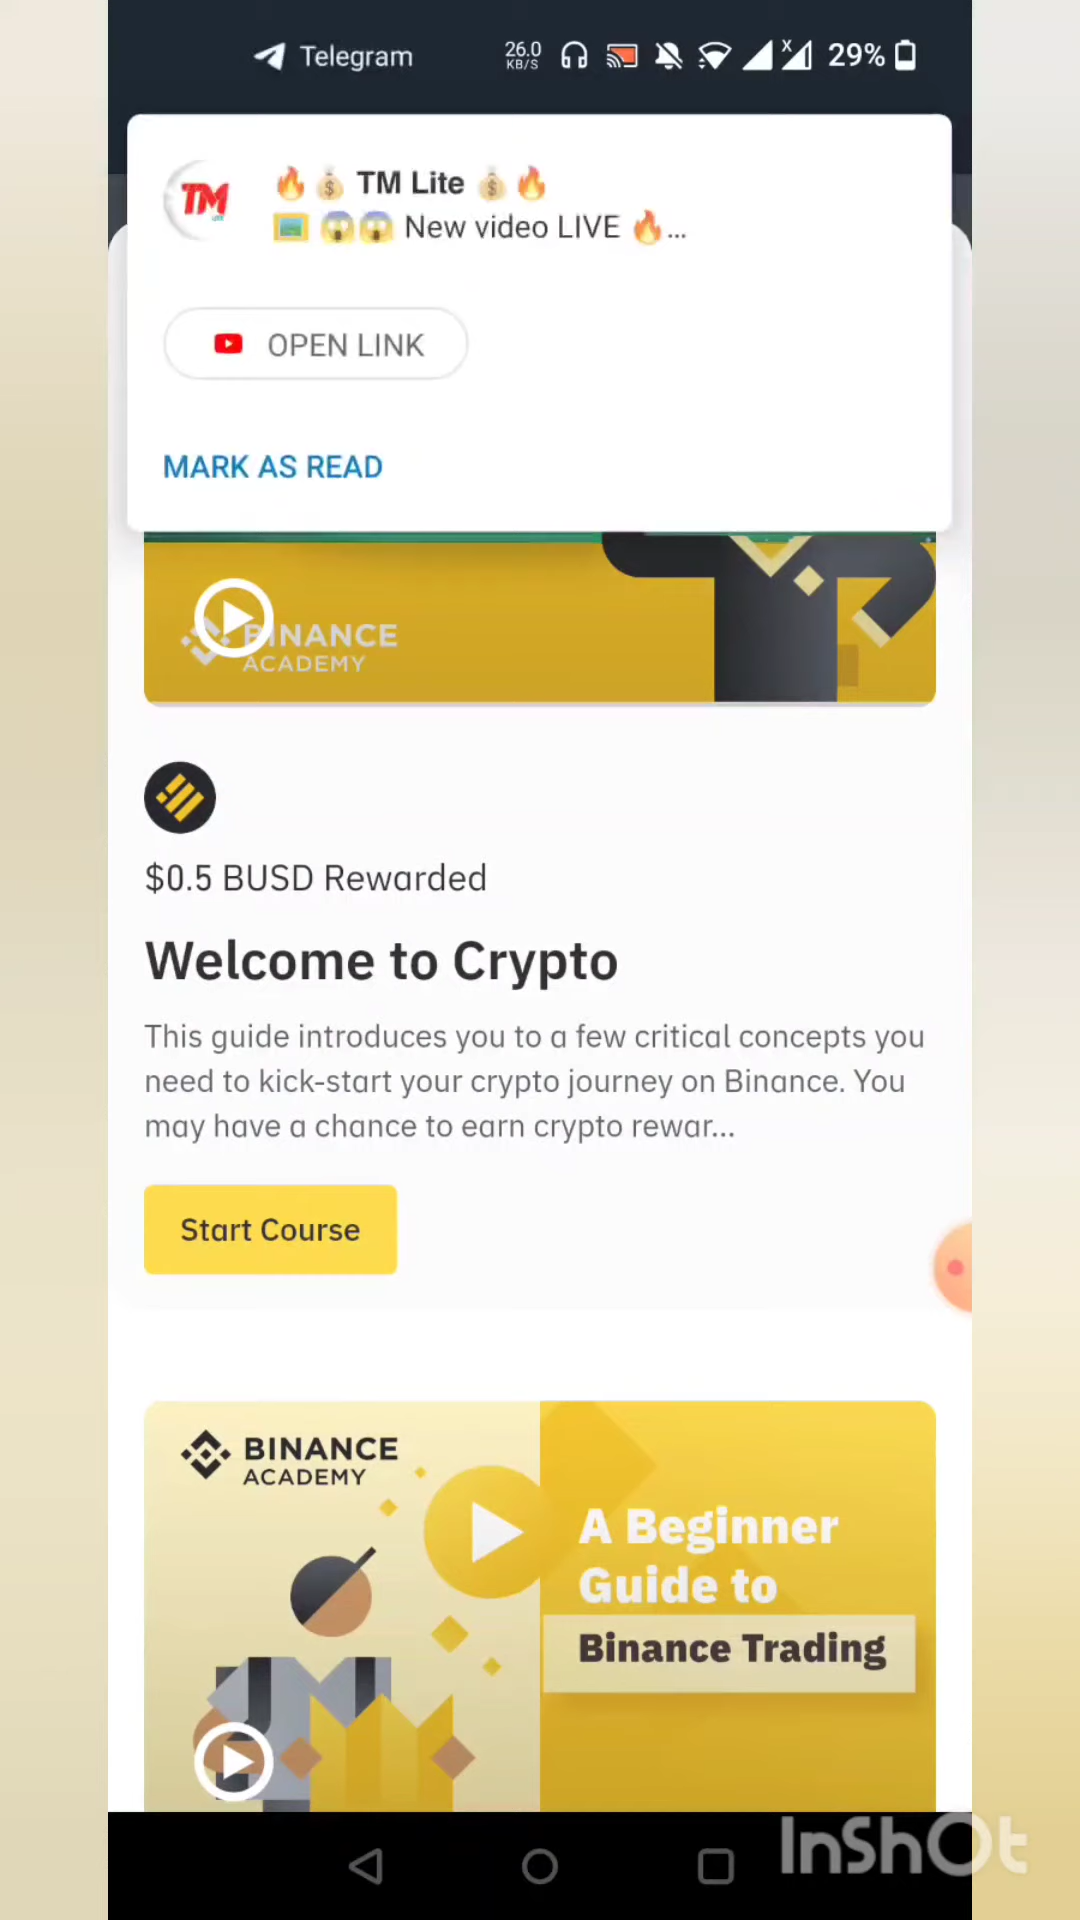 Telegram
26.0
KB/S
29%
TM
🔥💰 TM Lite 💰🔥
🖼 😱😱 New video LIVE 🔥...
OPEN LINK
MARK AS READ
BINANCE
ACADEMY
$0.5 BUSD Rewarded
Welcome to Crypto
This guide introduces you to a few critical concepts you
need to kick-start your crypto journey on Binance. You
may have a chance to earn crypto rewar...
Start Course
BINANCE
ACADEMY
A Beginner
Guide to
Binance Trading
InShOt